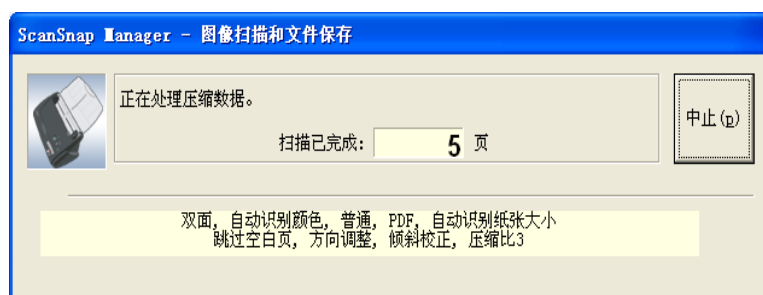 ScanSnap Manager - 图像扫描和文件保存
正在处理压缩数据。
扫描已完成: 5 页
中止(p)
双面, 自动识别颜色, 普通, PDF, 自动识别纸张大小
跳过空白页, 方向调整, 倾斜校正, 压缩比3